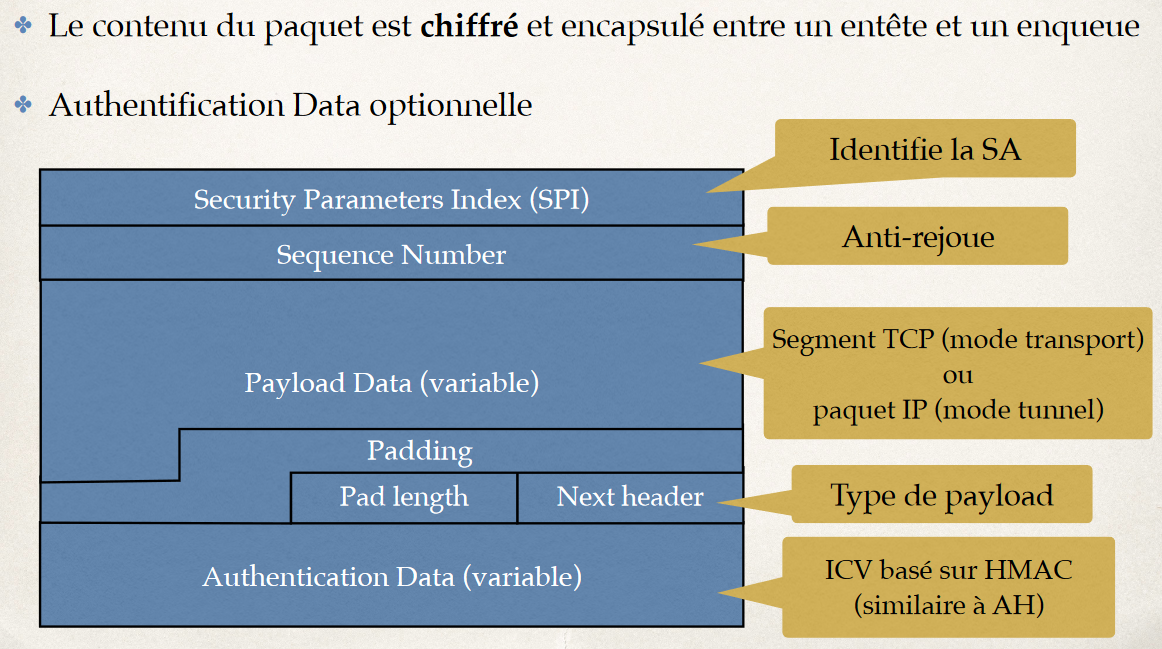 Le contenu du paquet est chiffré et encapsulé entre un entête et un enqueue
Authentification Data optionnelle
Identifie la SA
Security Parameters Index (SPI)
Anti-rejoue
Sequence Number
Segment TCP (mode transport)
ou
paquet IP (mode tunnel)
Payload Data (variable)
Padding
Pad length
Next header
Type de payload
Authentication Data (variable)
ICV basé sur HMAC
(similaire à AH)